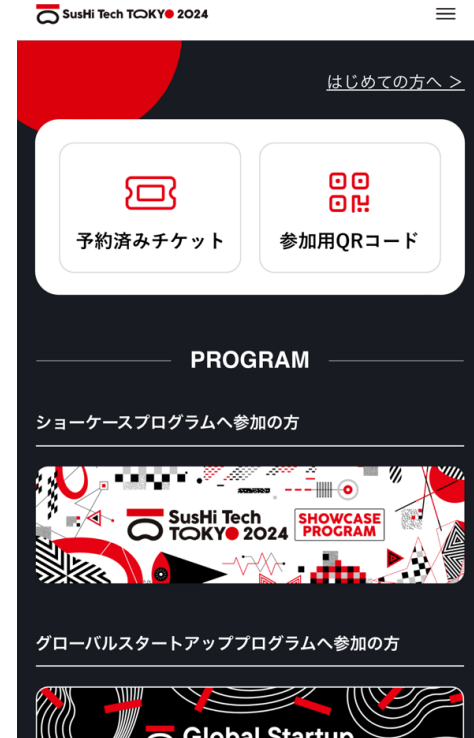 SusHi Tech TOKYO 2024
はじめての方へ >
予約済みチケット
参加用QRコード
PROGRAM
ショーケースプログラムへ参加の方
SusHi Tech
TOKYO 2024
SHOWCASE
PROGRAM
グローバルスタートアッププログラムへ参加の方
Global Startup